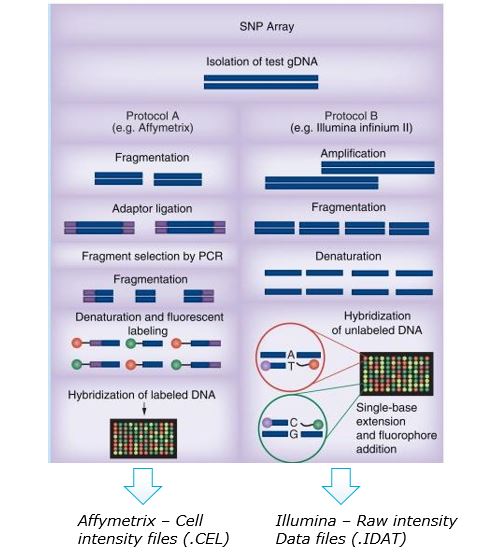 SNP Array
Isolation of test gDNA
Protocol A
(e.g. Affymetrix)
Fragmentation
Adaptor ligation
Fragment selection by PCR
Fragmentation
Denaturation and fluorescent
labeling
Hybridization of labeled DNA
Protocol B
(e.g. Illumina infinium II)
Amplification
Fragmentation
Denaturation
Hybridization
of unlabeled DNA
A
T
C
G
Single-base
extension
and fluorophore
addition
Affymetrix – Cell
intensity files (.CEL)
Illumina – Raw intensity
Data files (.IDAT)